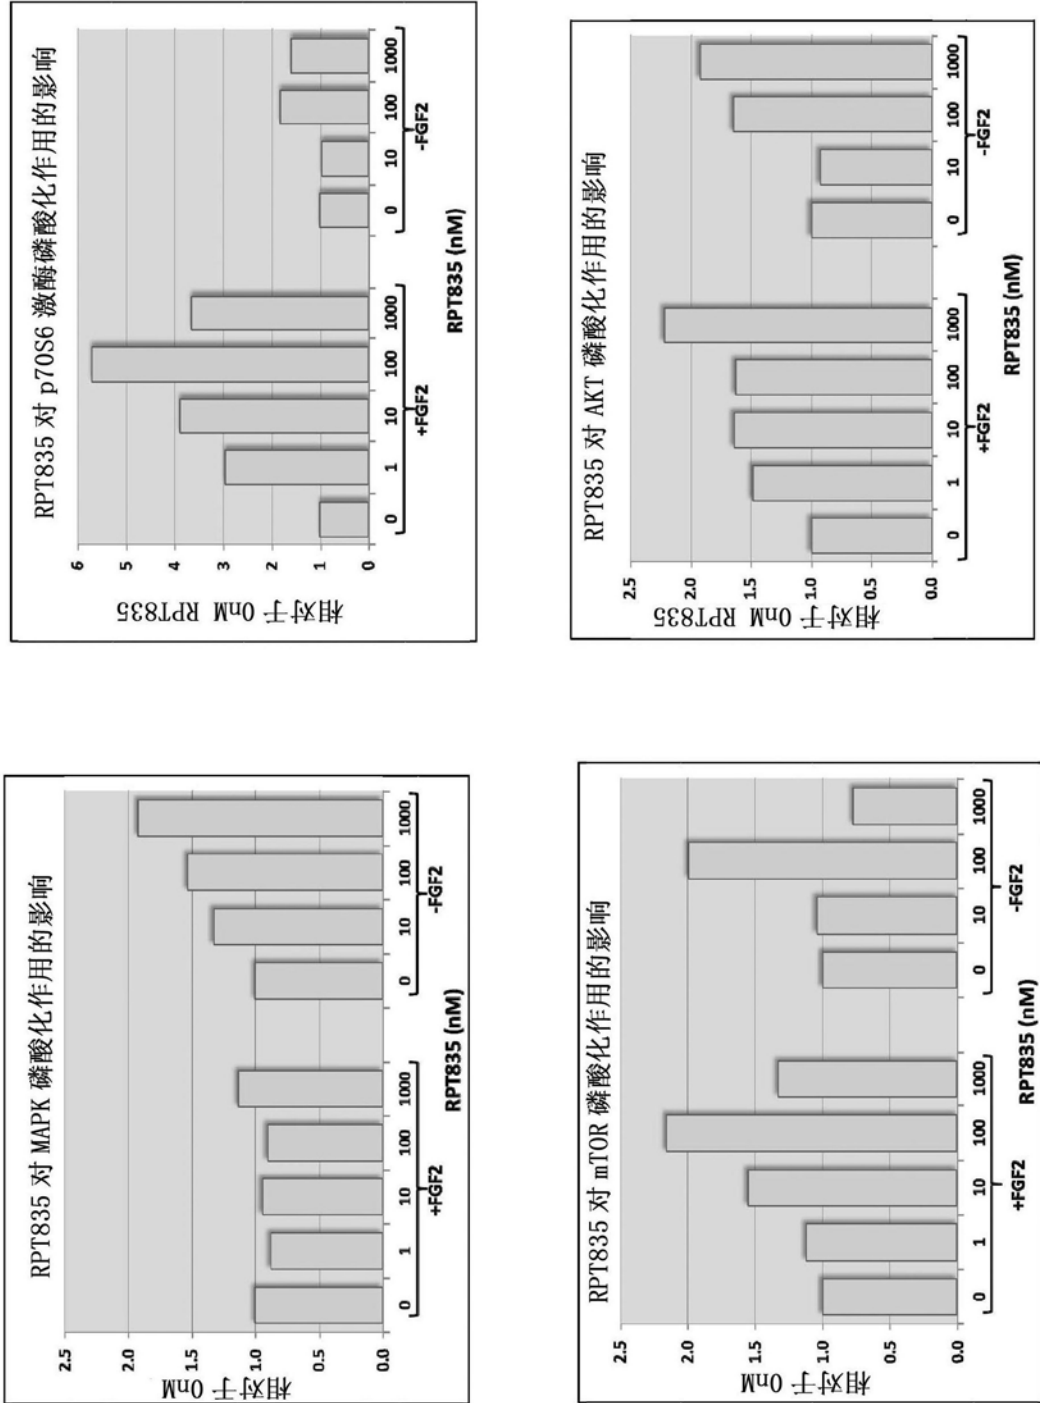 RPT835 对 MAPK 磷酸化作用的影响
相对于 0nM
2.5
2.0
1.5
1.0
0.5
0.0
0 1 10 100 1000 0 10 100 1000
+FGF2 -FGF2
RPT835 (nM)
RPT835 对 p70S6 激酶磷酸化作用的影响
相对于 0nM RPT835
6
5
4
3
2
1
0
0 1 10 100 1000 0 10 100 1000
+FGF2 -FGF2
RPT835 (nM)
RPT835 对 mTOR 磷酸化作用的影响
相对于 0nM
2.5
2.0
1.5
1.0
0.5
0.0
0 1 10 100 1000 0 10 100 1000
+FGF2 -FGF2
RPT835 (nM)
RPT835 对 AKT 磷酸化作用的影响
相对于 0nM RPT835
2.5
2.0
1.5
1.0
0.5
0.0
0 1 10 100 1000 0 10 100 1000
+FGF2 -FGF2
RPT835 (nM)